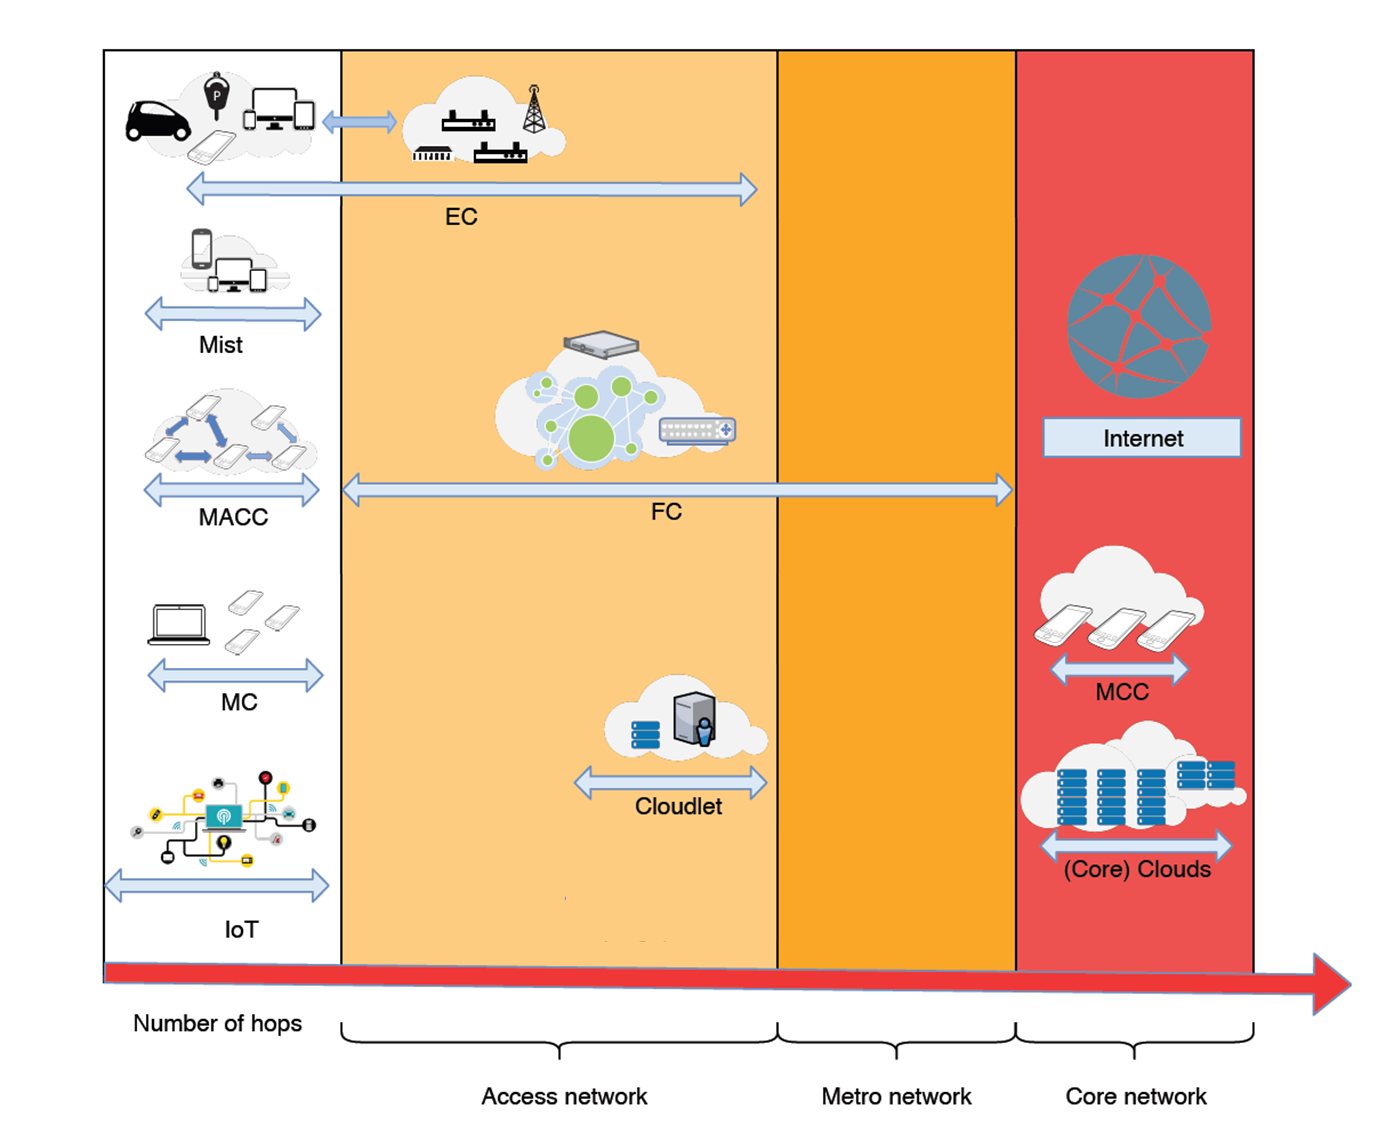 P
EC
Mist
Internet
MACC
FC
MC
MCC
Cloudlet
(Core) Clouds
IoT
Number of hops
Access network
Metro network
Core network